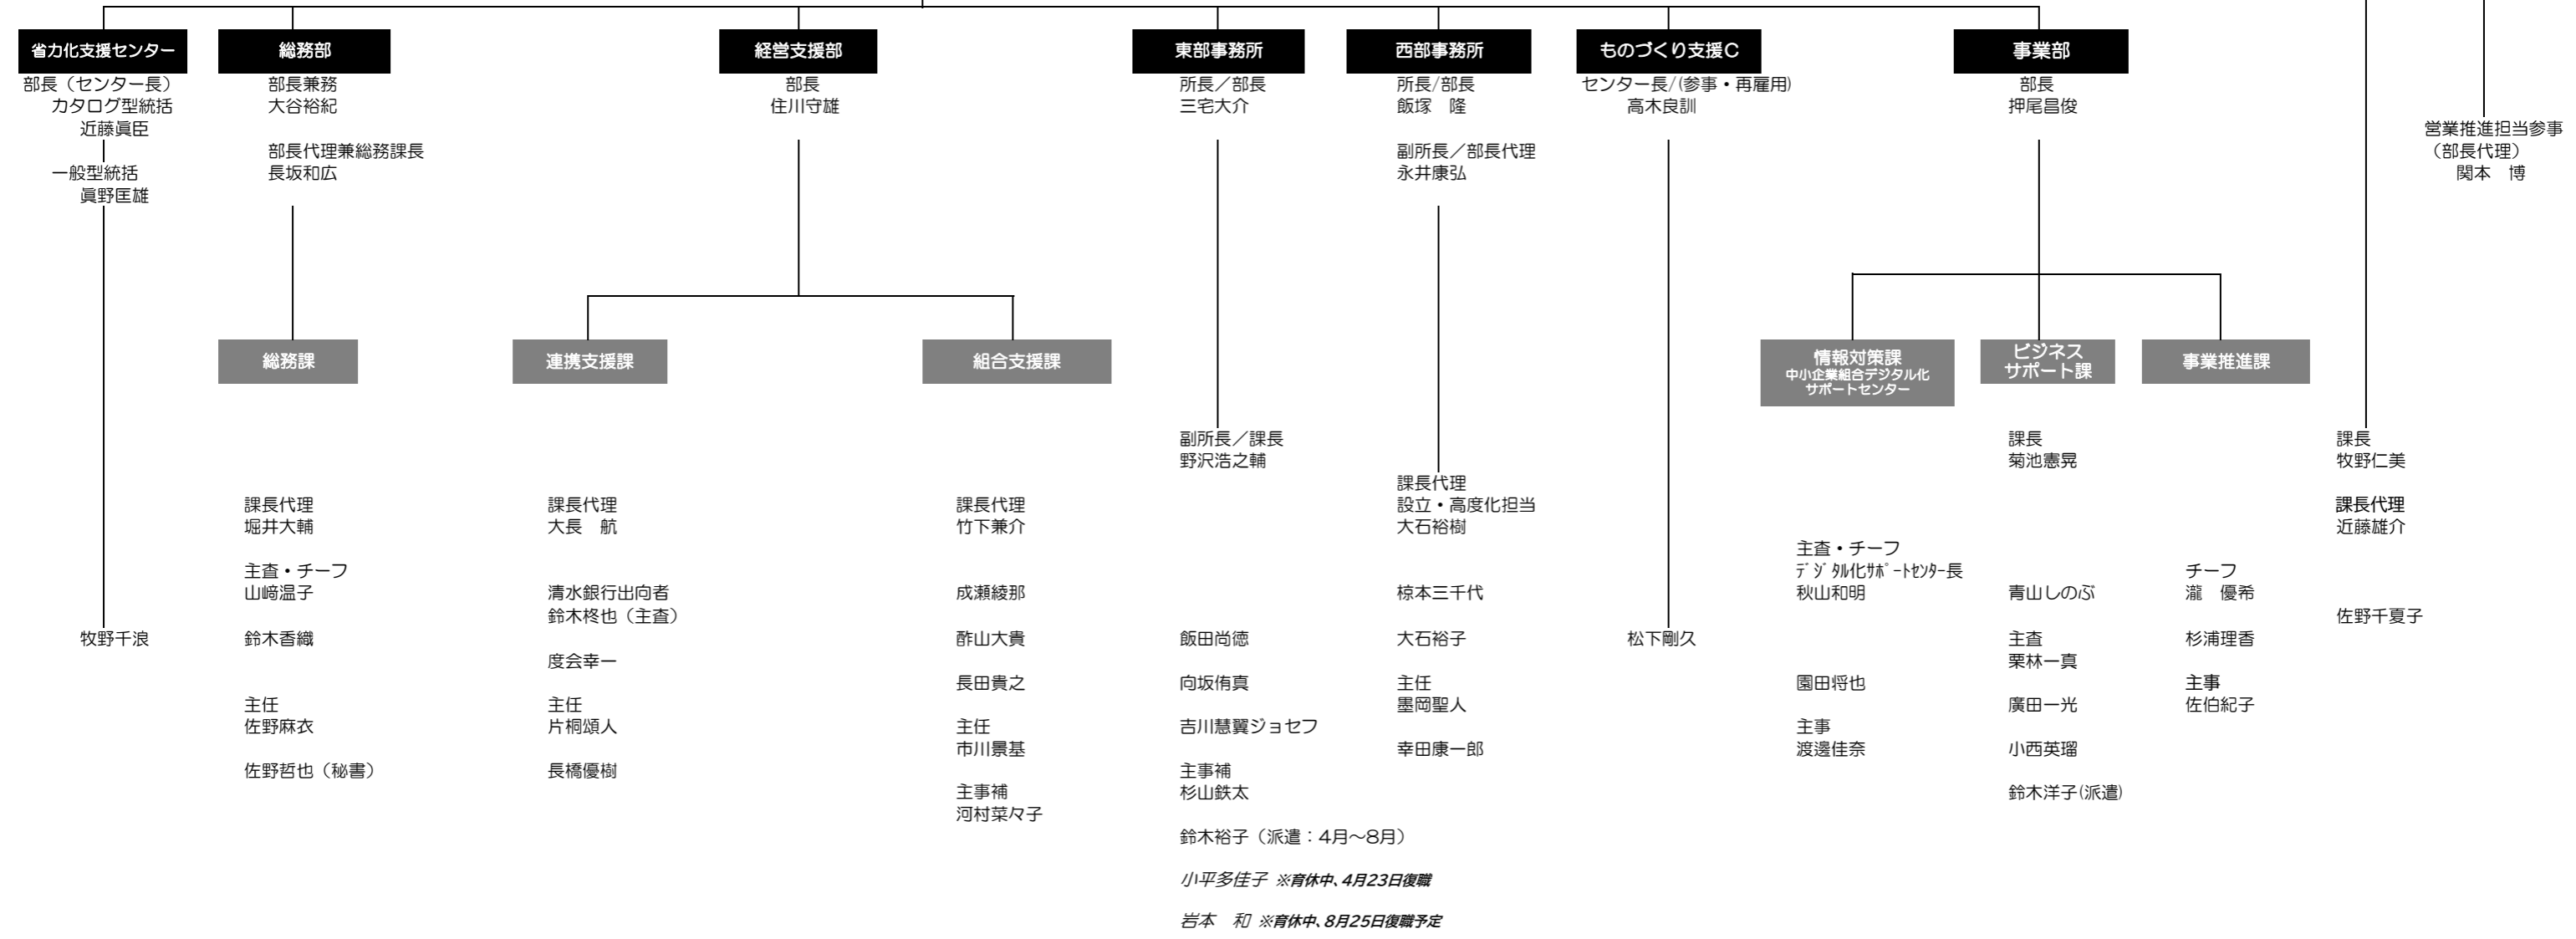 省力化支援センター
部長（センター長）
カタログ型統括
近藤眞臣
一般型統括
眞野匡雄
牧野千浪
総務部
部長兼務
大谷裕紀
部長代理兼総務課長
長坂和広
総務課
課長代理
堀井大輔
主査・チーフ
山﨑温子
鈴木香織
主任
佐野麻衣
佐野哲也（秘書）
経営支援部
部長
住川守雄
連携支援課
課長代理
大長　航
清水銀行出向者
鈴木柊也（主査）
度会幸一
主任
片桐頌人
長橋優樹
組合支援課
課長代理
竹下兼介
成瀬綾那
酢山大貴
長田貴之
主任
市川景基
主事補
河村菜々子
東部事務所
所長／部長
三宅大介
副所長／課長
野沢浩之輔
飯田尚徳
向坂侑真
吉川慧翼ジョセフ
主事補
杉山鉄太
鈴木裕子（派遣：4月～8月）
小平多佳子 ※育休中、4月23日復職
岩本　和 ※育休中、8月25日復職予定
西部事務所
所長/部長
飯塚　隆
副所長／部長代理
永井康弘
課長代理
設立・高度化担当
大石裕樹
椋本三千代
大石裕子
主任
墨岡聖人
幸田康一郎
ものづくり支援C
センター長/(参事・再雇用)
高木良訓
松下剛久
事業部
部長
押尾昌俊
情報対策課
中小企業組合デジタル化
サポートセンター
主査・チーフ
ﾃﾞｼﾞﾀﾙ化ｻﾎﾟｰﾄｾﾝﾀｰ長
秋山和明
園田将也
主事
渡邊佳奈
ビジネス
サポート課
課長
菊池憲晃
青山しのぶ
主査
栗林一真
廣田一光
小西英瑠
鈴木洋子(派遣)
事業推進課
チーフ
瀧　優希
杉浦理香
主事
佐伯紀子
課長
牧野仁美
課長代理
近藤雄介
佐野千夏子
営業推進担当参事
（部長代理）
関本　博